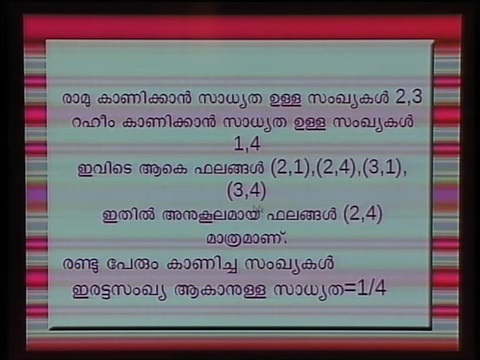 രാമു കാണിക്കാൻ സാധ്യത ഉള്ള സംഖ്യകൾ 2,3
റഹീം കാണിക്കാൻ സാധ്യത ഉള്ള സംഖ്യകൾ
1,4
ഇവിടെ ആകെ ഫലങ്ങൾ (2,1),(2,4),(3,1),
(3,4)
ഇതിൽ അനുകൂലമായ് ഫലങ്ങൾ (2,4)
മാത്രമാണ്.
രണ്ടു പേരും കാണിച്ച സംഖ്യകൾ
ഇരട്ടസംഖ്യ ആകാനുള്ള സാധ്യത=1/4